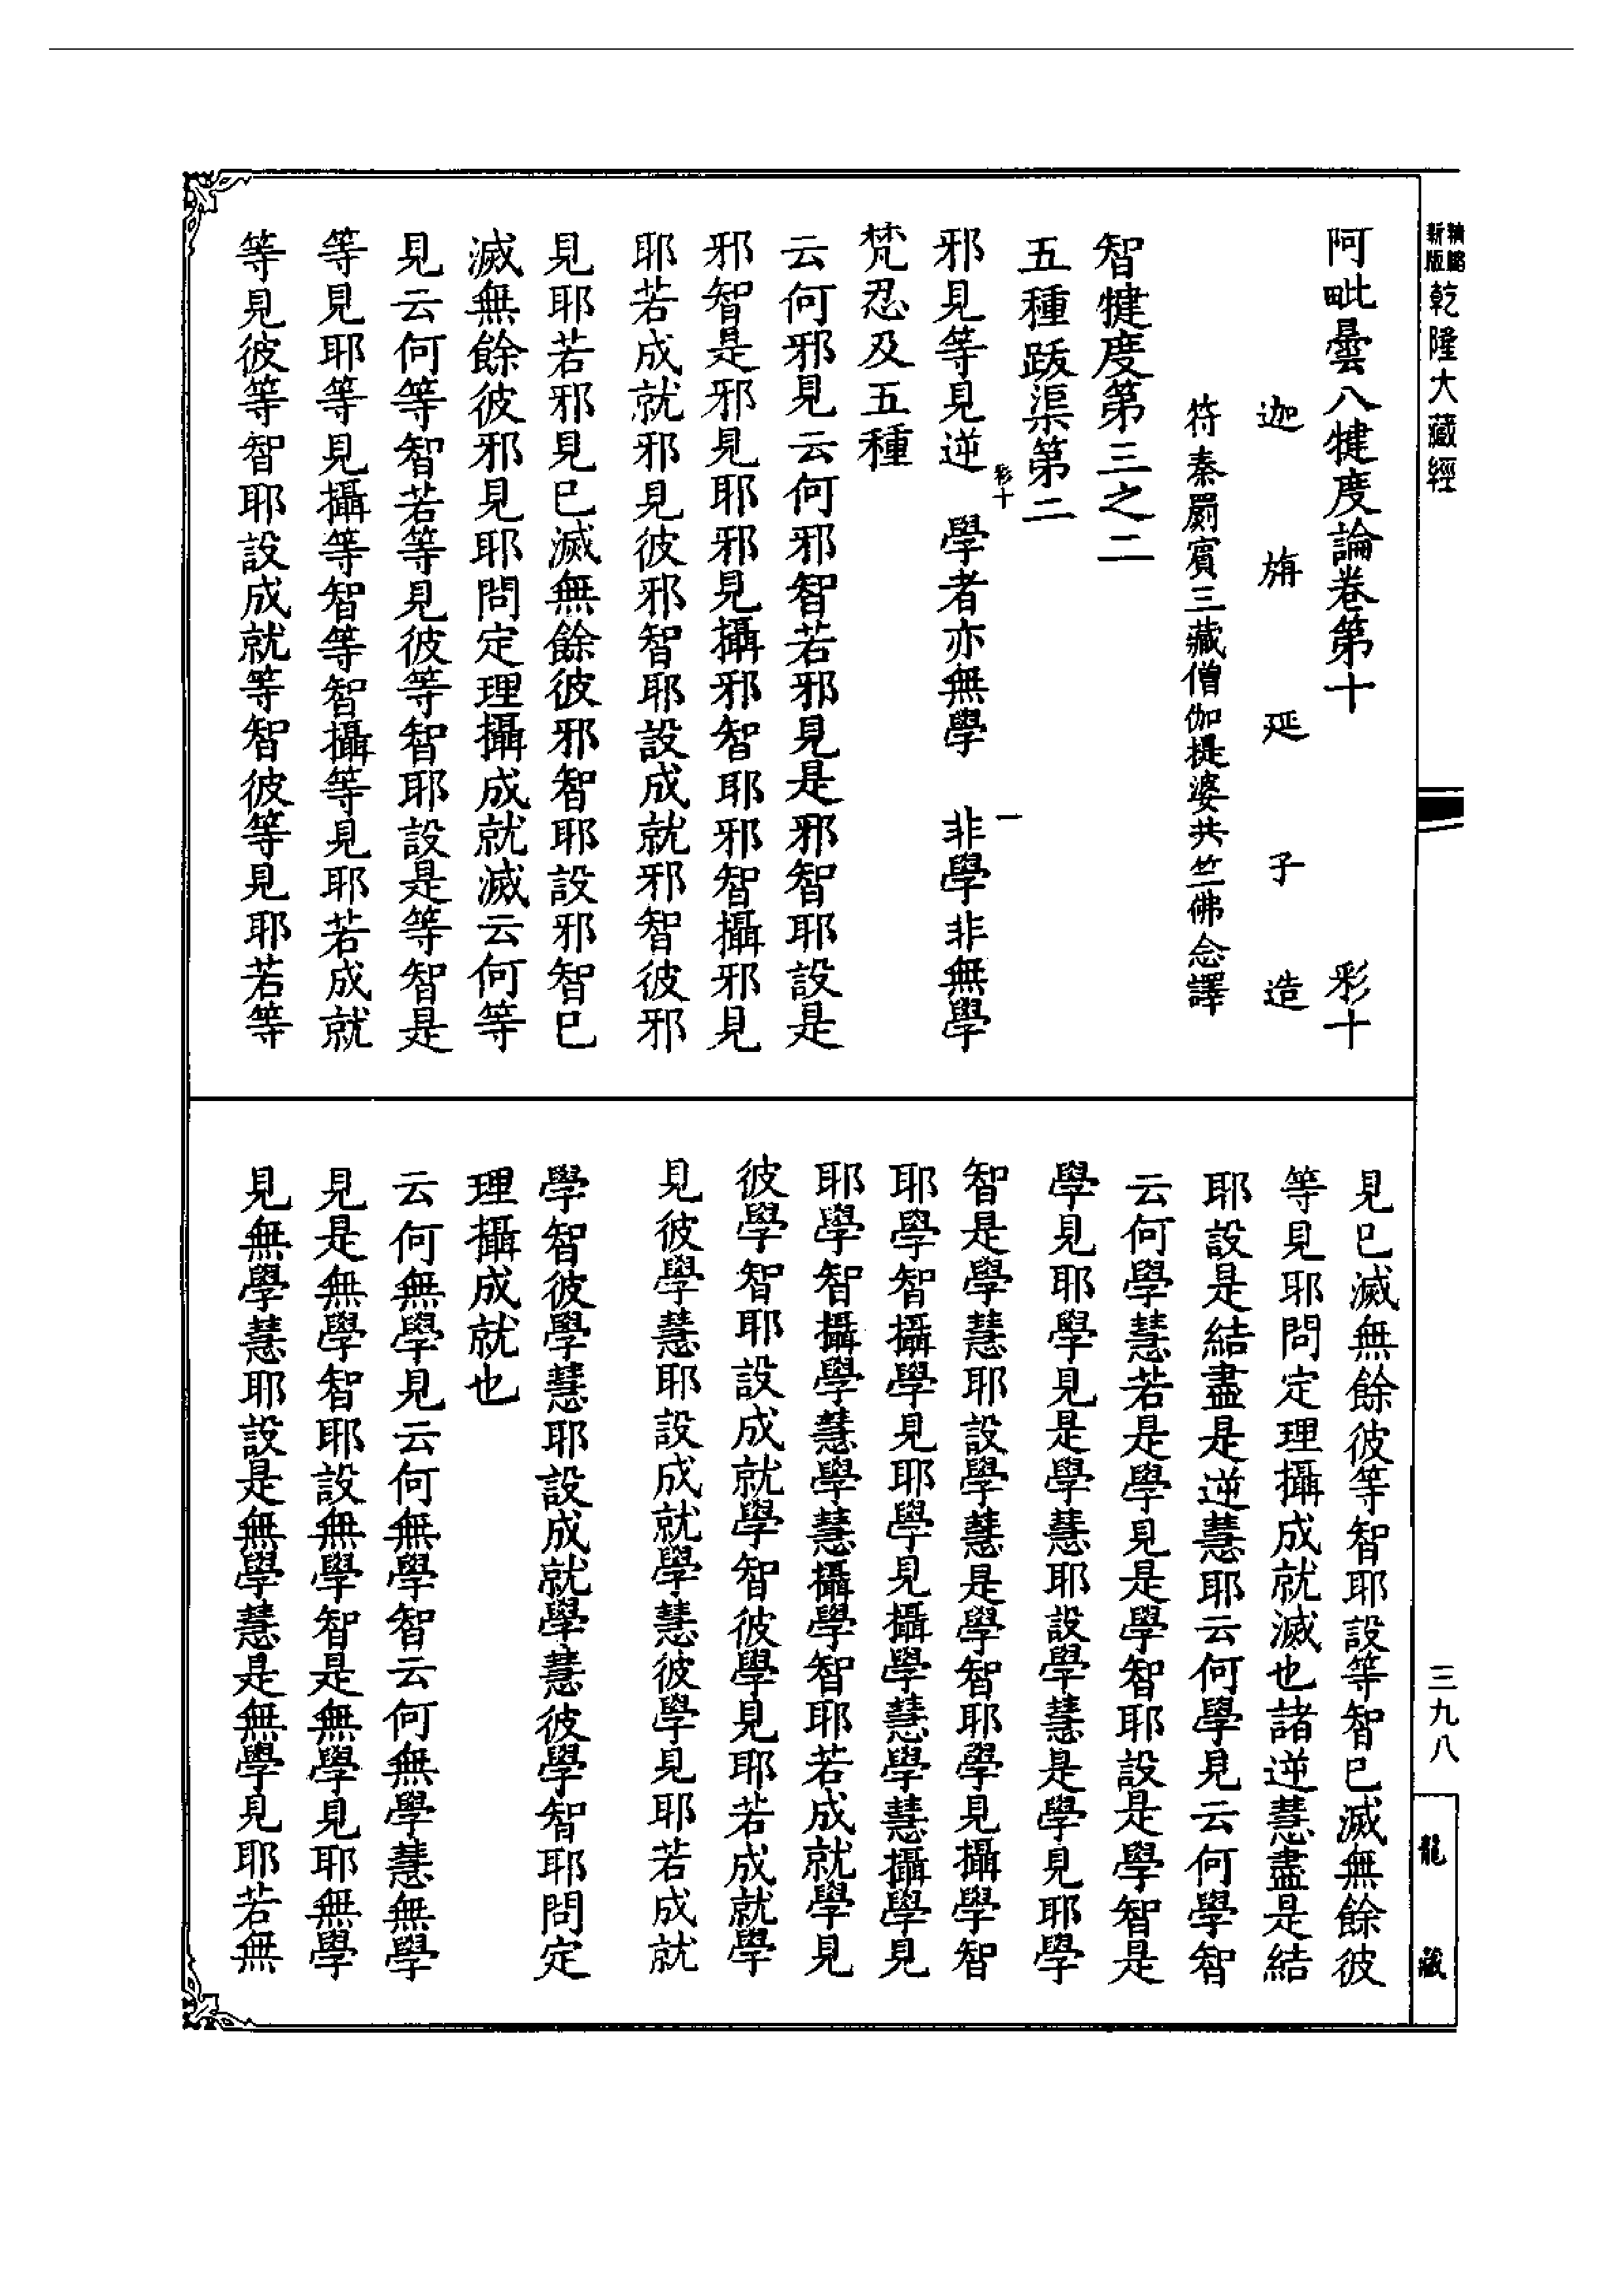 新版
精縮
乾隆大藏經
三九八
龍藏
阿毗曇八犍度論卷第十 彩十
迦旃延子造
符秦罽賓三藏僧伽提婆共竺佛念譯
智犍度第三之二
五種跋渠第二
彩十 一
邪見等見逆 學者亦無學 非學非無學
梵忍及五種
云何邪見云何邪智若邪見是邪智耶設是
邪智是邪見耶邪見攝邪智耶邪智攝邪見
耶若成就邪見彼邪智耶設成就邪智彼邪
見耶若邪見已滅無餘彼邪智耶設邪智已
滅無餘彼邪見耶問定理攝成就滅云何等
見云何等智若等見彼等智耶設是等智是
等見耶等見攝等智等智攝等見耶若成就
等見彼等智耶設成就等智彼等見耶若等
見已滅無餘彼等智耶設等智已滅無餘彼
等見耶問定理攝成就滅也諸逆慧盡是結
耶設是結盡是逆慧耶云何學見云何學智
云何學慧若是學見是學智耶設是學智是
學見耶學見是學慧耶設學慧是學見耶學
智是學慧耶設學慧是學智耶學見攝學智
耶學智攝學見耶學見攝學慧學慧攝學見
耶學智攝學慧學慧攝學智耶若成就學見
彼學智耶設成就學智彼學見耶若成就學
見彼學慧耶設成就學慧彼學見耶若成就
學智彼學慧耶設成就學慧彼學智耶問定
理攝成就也
云何無學見云何無學智云何無學慧無學
見是無學智耶設無學智是無學見耶無學
見無學慧耶設是無學慧是無學見耶若無